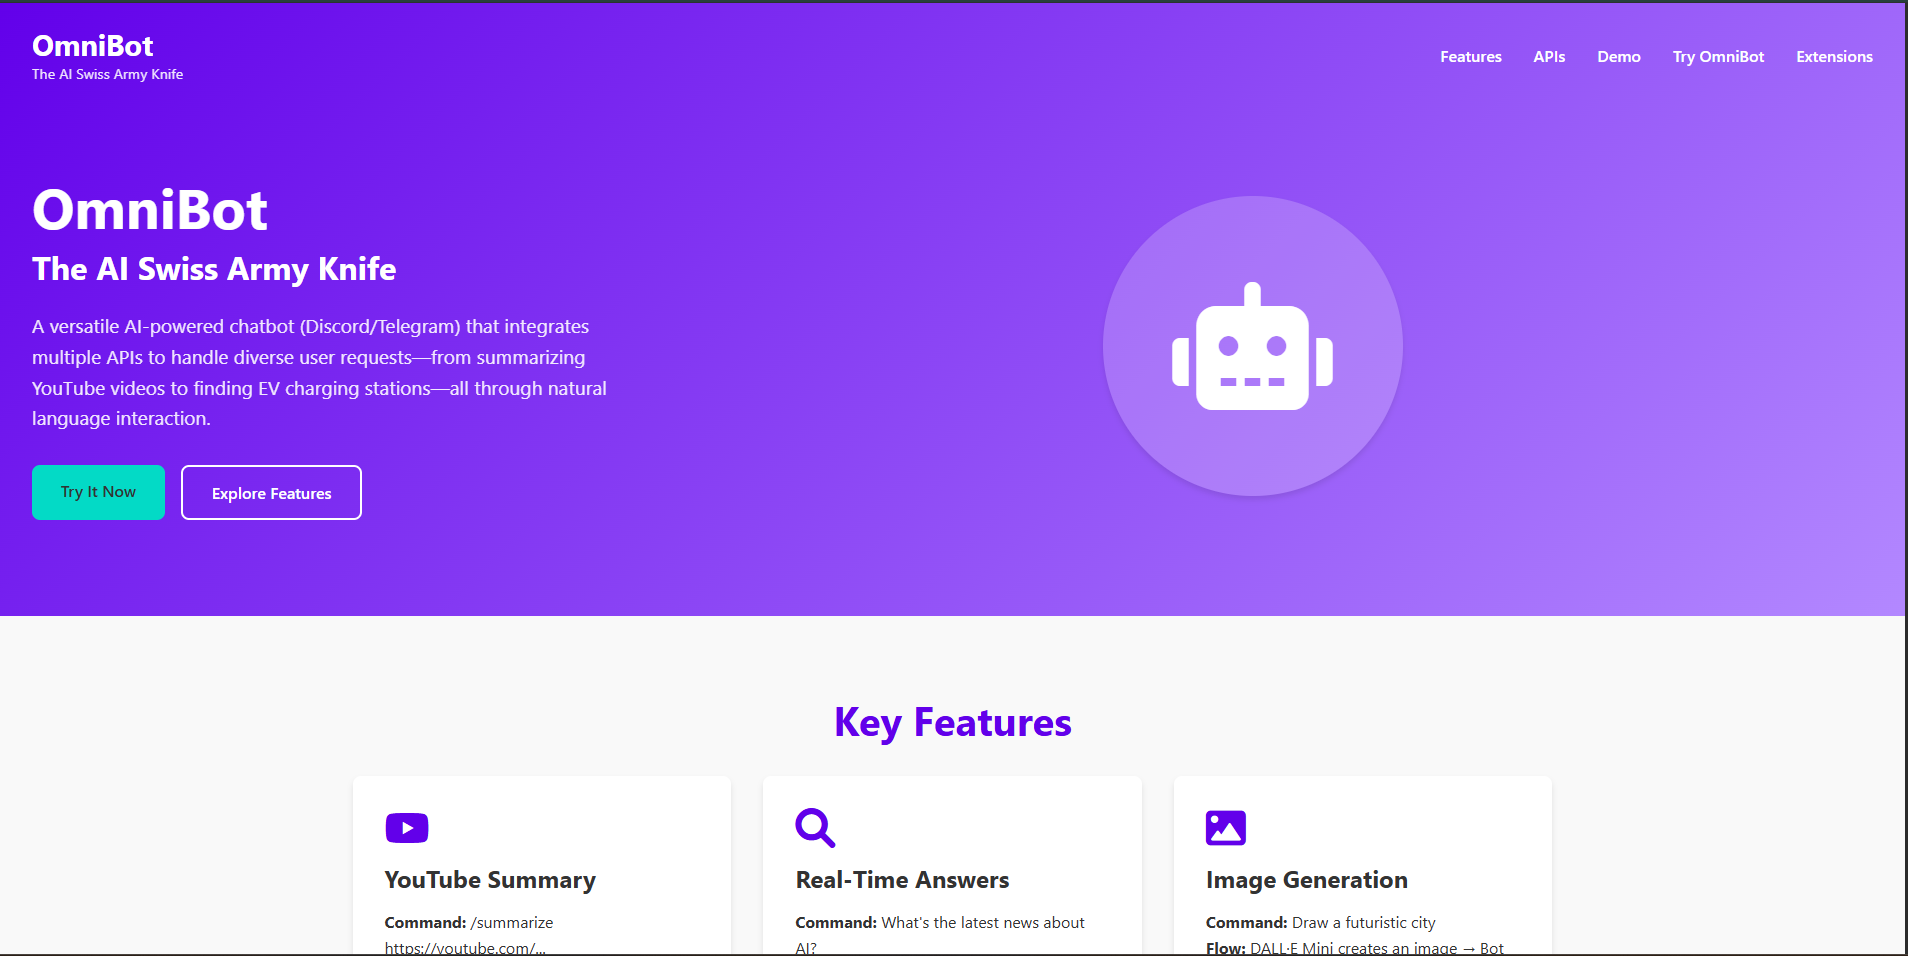 OmniBot
The AI Swiss Army Knife
Features
APIs
Demo
Try OmniBot
Extensions
OmniBot
The AI Swiss Army Knife
A versatile AI-powered chatbot (Discord/Telegram) that integrates
multiple APIs to handle diverse user requests—from summarizing
YouTube videos to finding EV charging stations—all through natural
language interaction.
Try It Now
Explore Features
Key Features
YouTube Summary
Command: /summarize
https://youtube.com/...
Real-Time Answers
Command: What's the latest news about
AI?
Image Generation
Command: Draw a futuristic city
Flow: DALL·E Mini creates an image → Bot